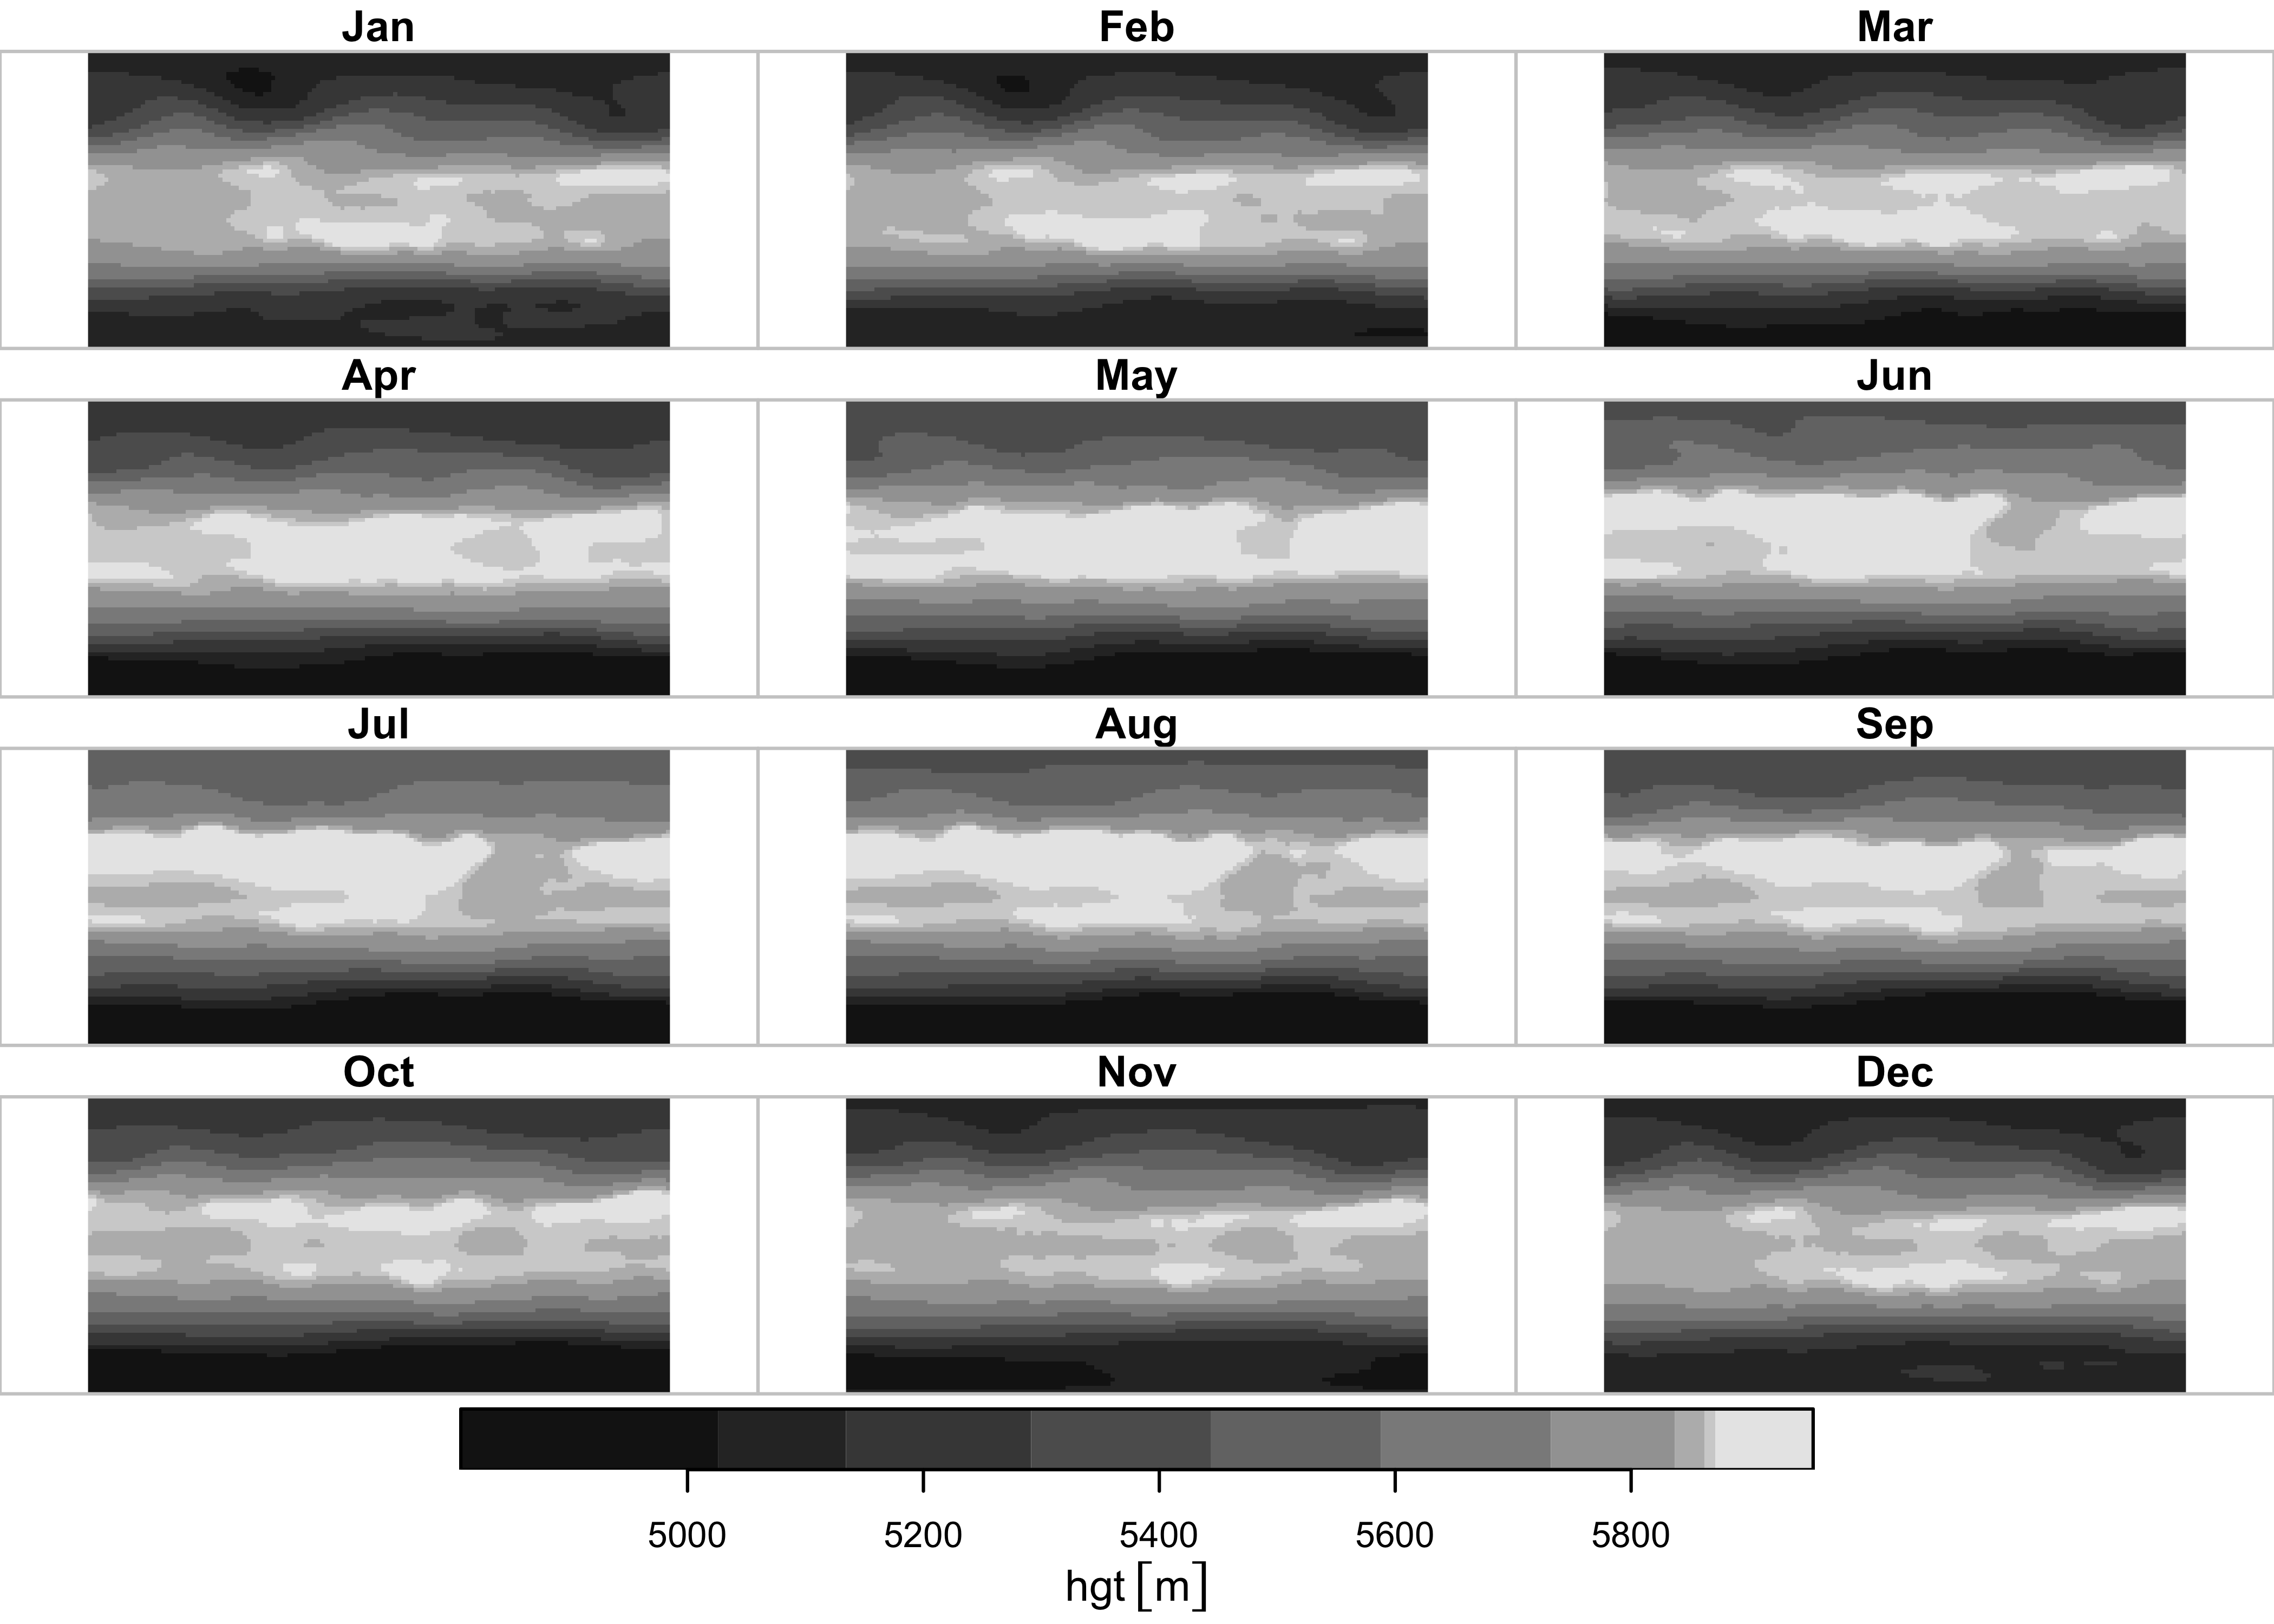 Jan Feb Mar
Apr May Jun
Jul Aug Sep
Oct Nov Dec
5000 5200 5400 5600 5800
hgt [m]